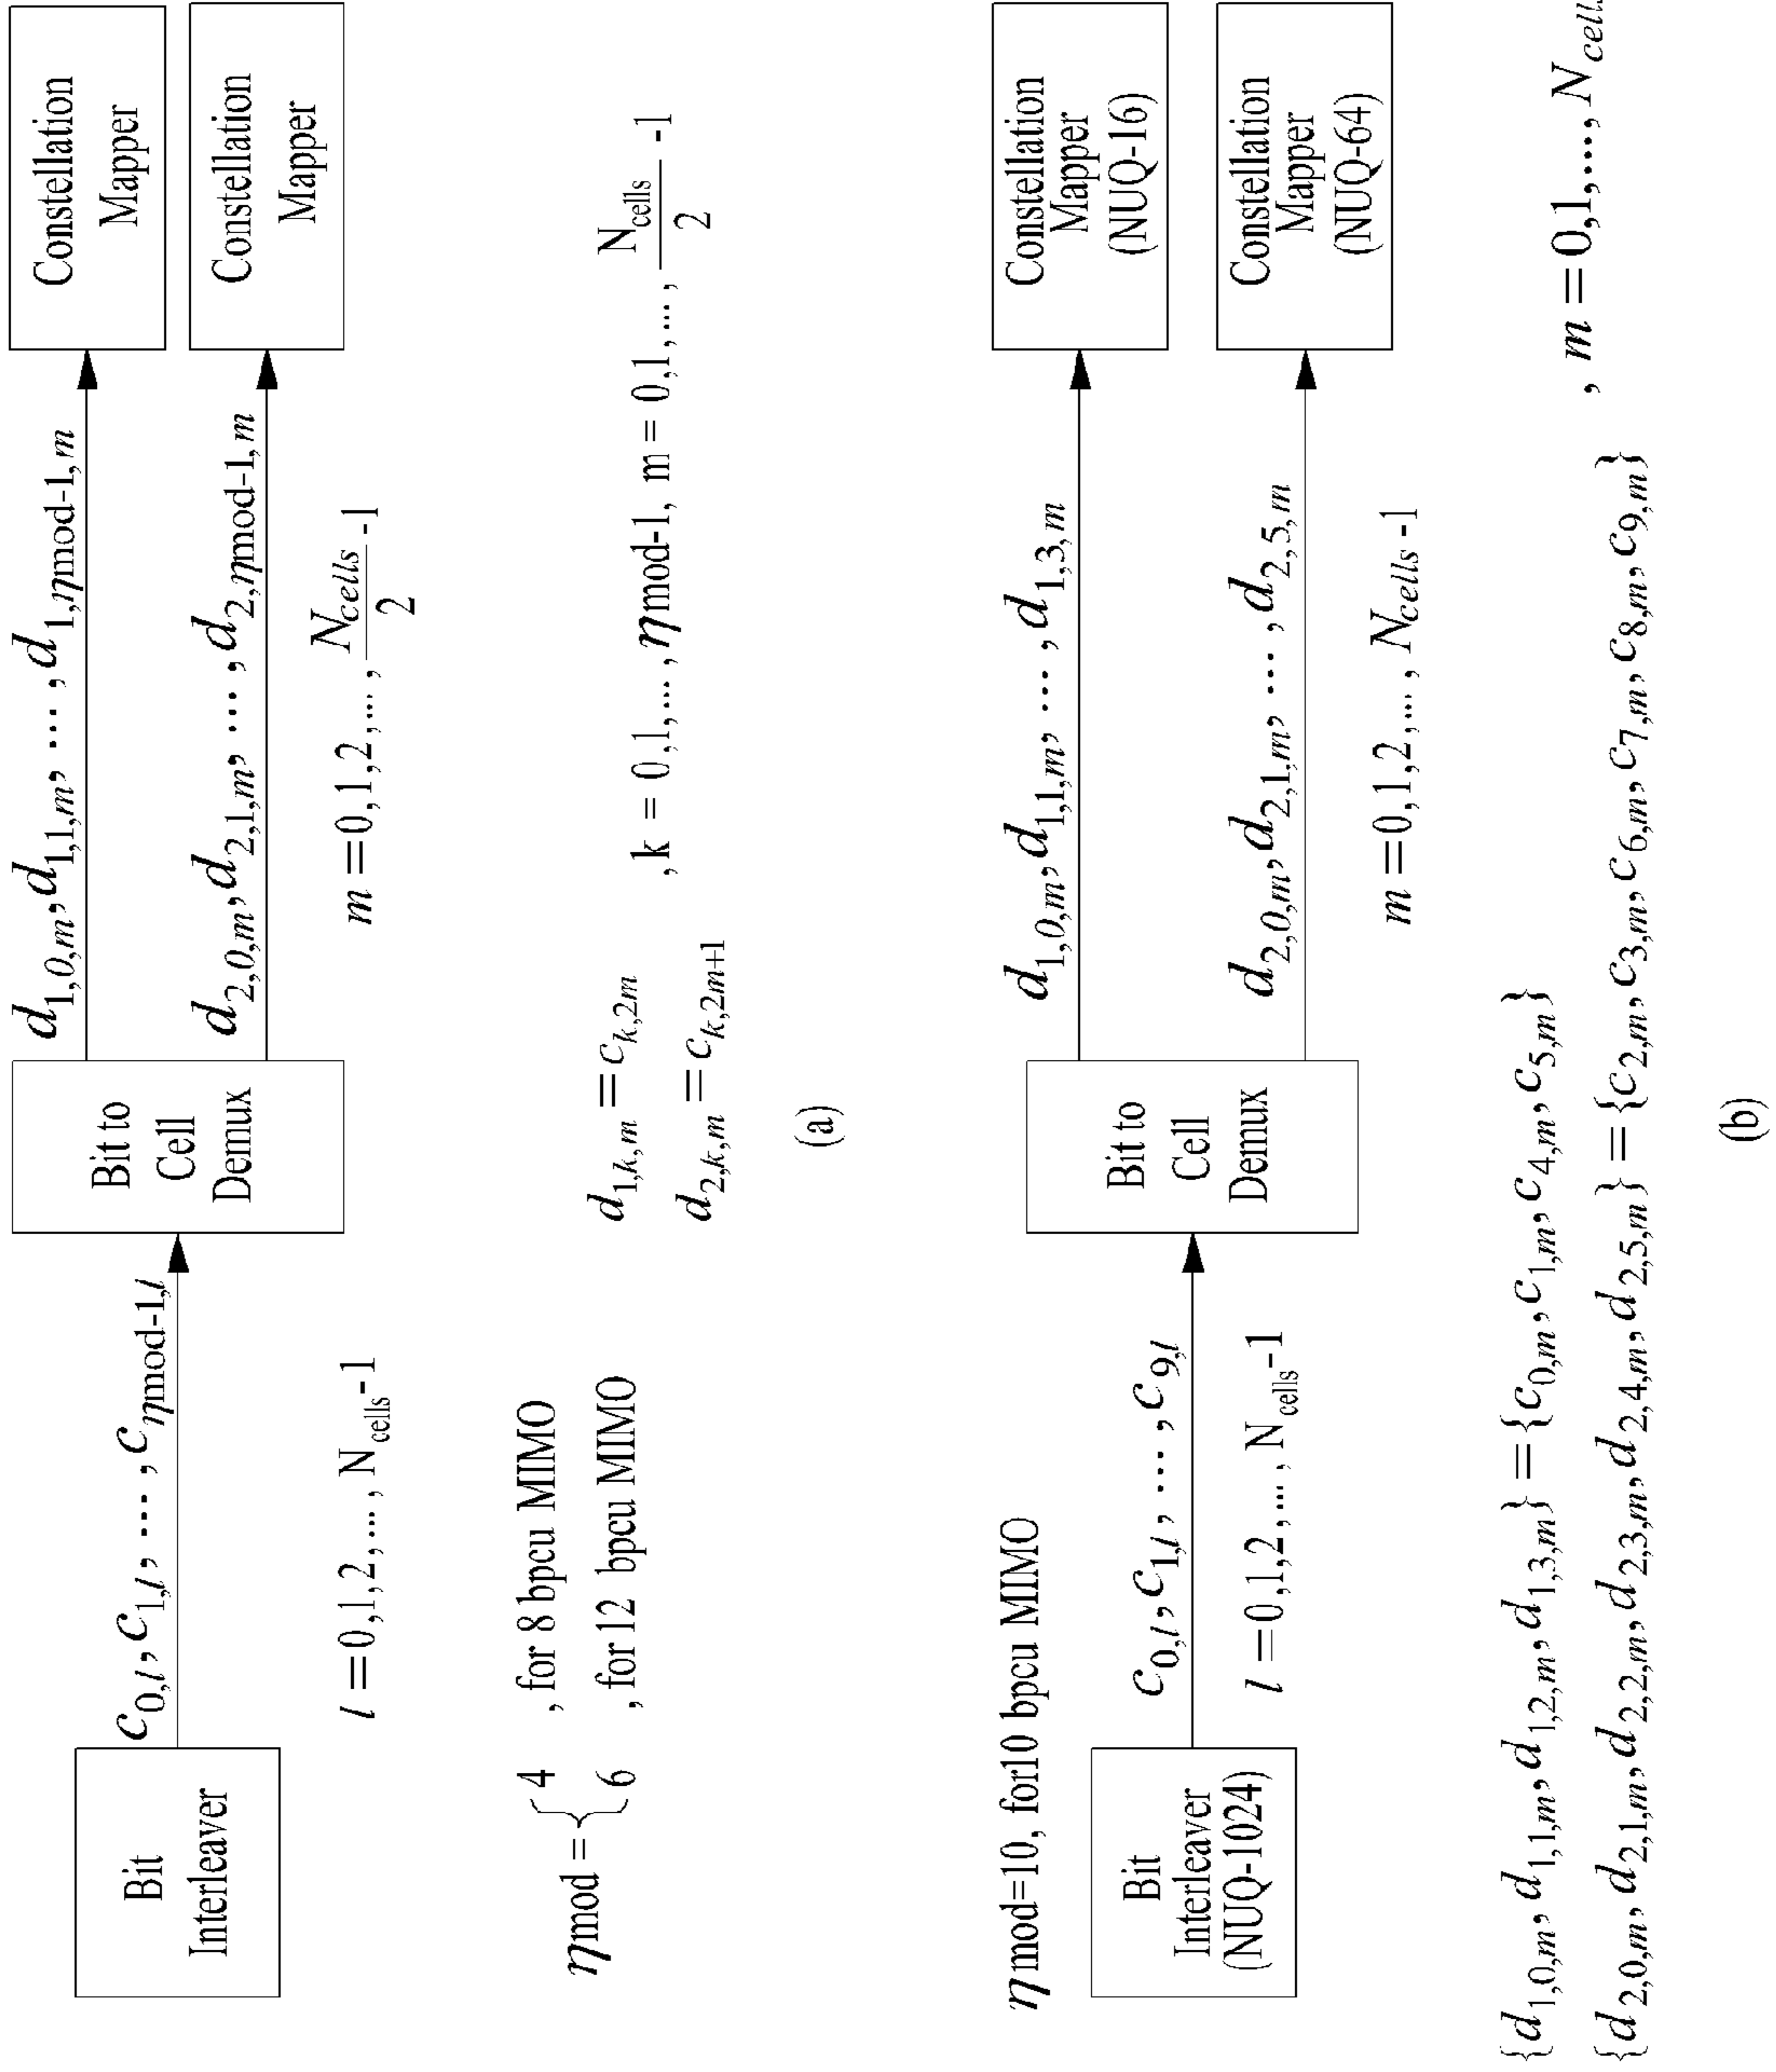 Bit
Interleaver
c0,l, c1,l, ..., cηmod-1,l
l = 0,1,2,..., Ncells-1
Bit to
Cell
Demux
d1,0,m, d1,1,m, ..., d1,ηmod-1,m
d2,0,m, d2,1,m, ..., d2,ηmod-1,m
m = 0,1,2,..., Ncells/2 -1
Constellation
Mapper
Constellation
Mapper
ηmod = { 4 , for 8 bpcu MIMO
6 , for 12 bpcu MIMO
d1,k,m = ck,2m
d2,k,m = ck,2m+1
, k = 0,1,..., ηmod-1, m = 0,1,..., Ncells/2 -1
(a)
ηmod=10, for10 bpcu MIMO
Bit
Interleaver
(NUQ-1024)
c0,l, c1,l, ..., c9,l
l = 0,1,2,..., Ncells-1
Bit to
Cell
Demux
d1,0,m, d1,1,m, ..., d1,3,m
d2,0,m, d2,1,m, ..., d2,5,m
m = 0,1,2,..., Ncells -1
Constellation
Mapper
(NUQ-16)
Constellation
Mapper
(NUQ-64)
{d1,0,m, d1,1,m, d1,2,m, d1,3,m} = {c0,m, c1,m, c4,m, c5,m}
{d2,0,m, d2,1,m, d2,2,m, d2,3,m, d2,4,m, d2,5,m} = {c2,m, c3,m, c6,m, c7,m, c8,m, c9,m}
, m = 0,1,..., Ncells
(b)